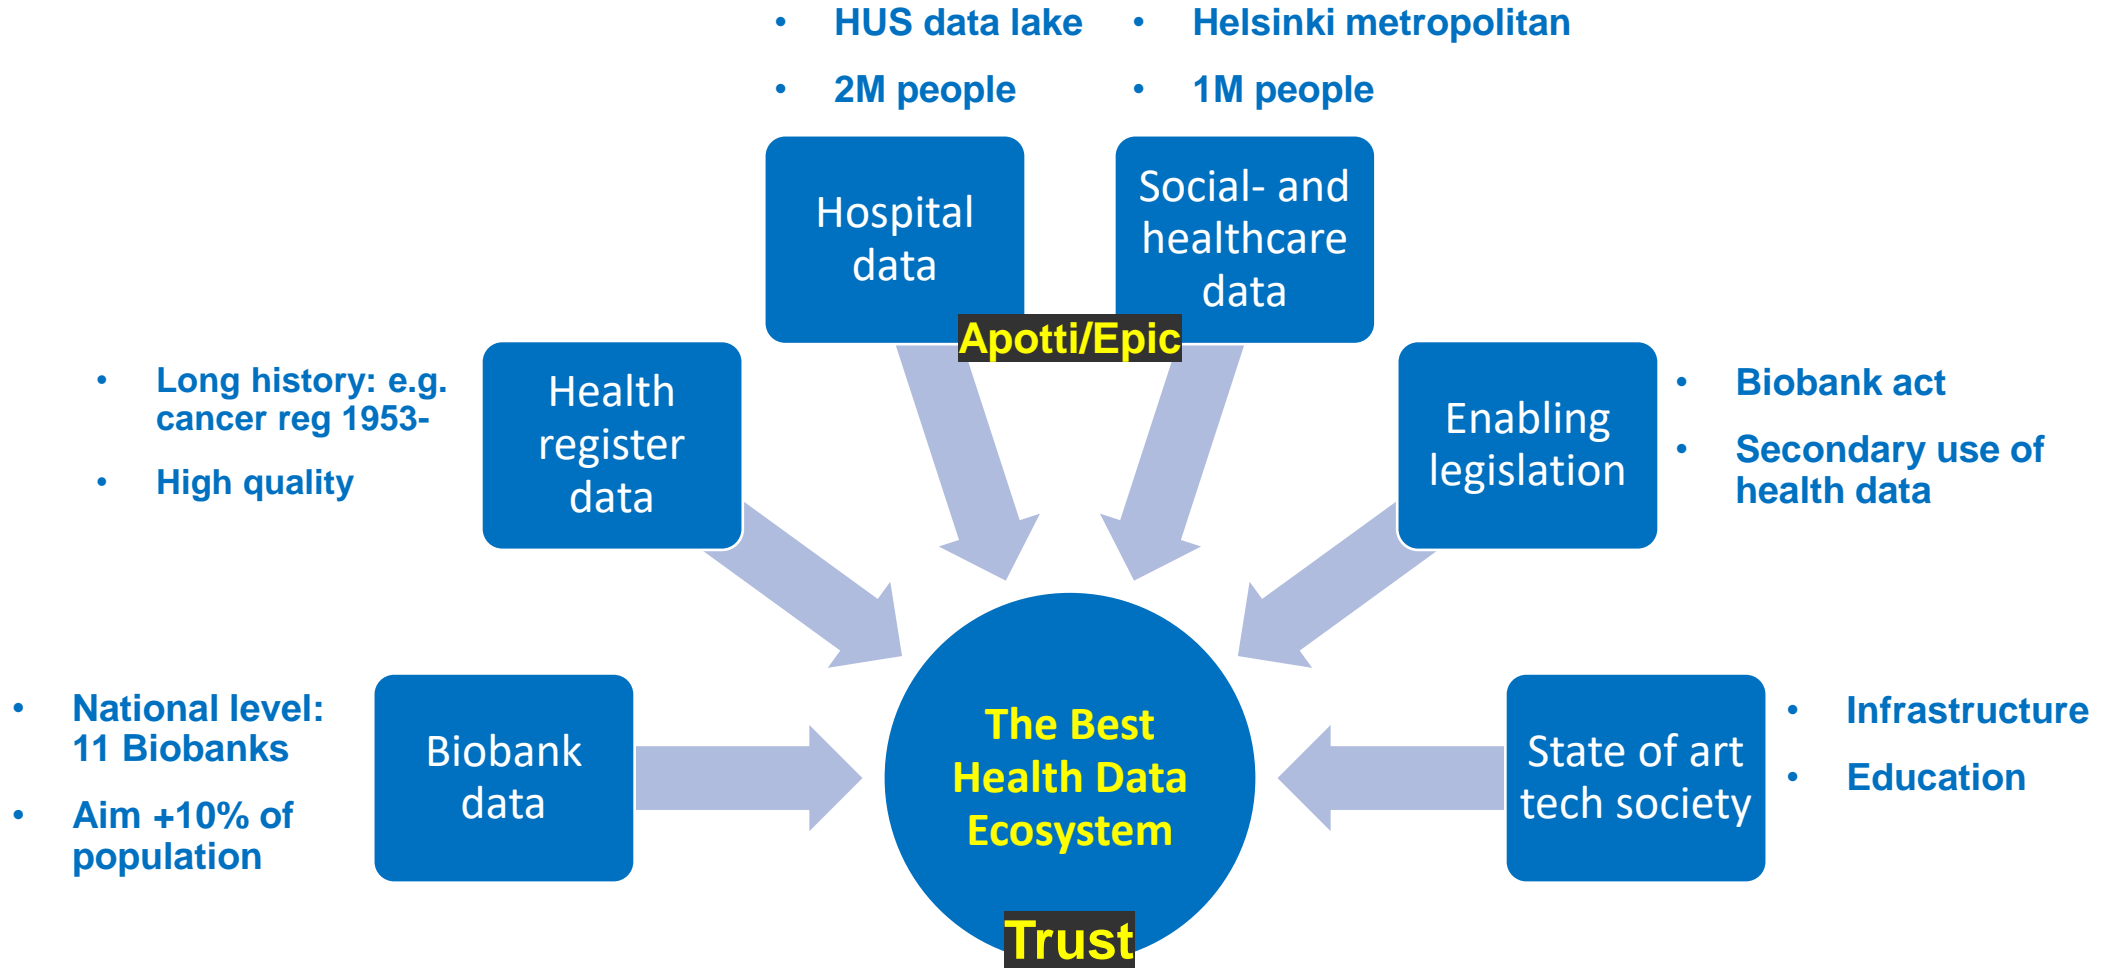 • HUS data lake
• 2M people
• Helsinki metropolitan
• 1M people
Hospital
data
Social- and
healthcare
data
Apotti/Epic
• Long history: e.g.
cancer reg 1953-
• High quality
Health
register
data
Enabling
legislation
• Biobank act
• Secondary use of
health data
• National level:
11 Biobanks
• Aim +10% of
population
Biobank
data
The Best
Health Data
Ecosystem
Trust
State of art
tech society
• Infrastructure
• Education